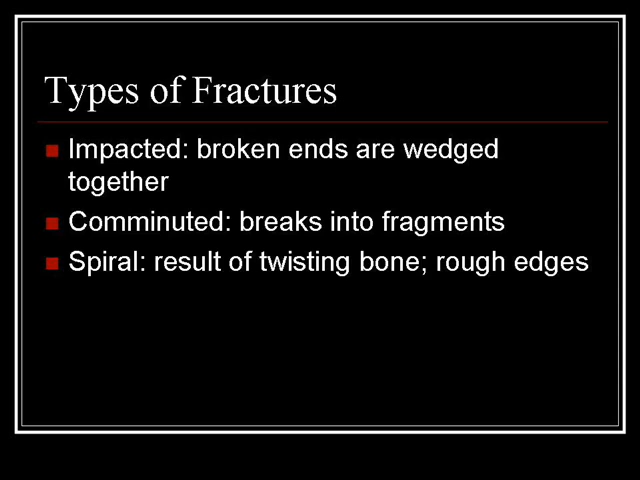 Types of Fractures
Impacted: broken ends are wedged
together
Comminuted: breaks into fragments
Spiral: result of twisting bone; rough edges